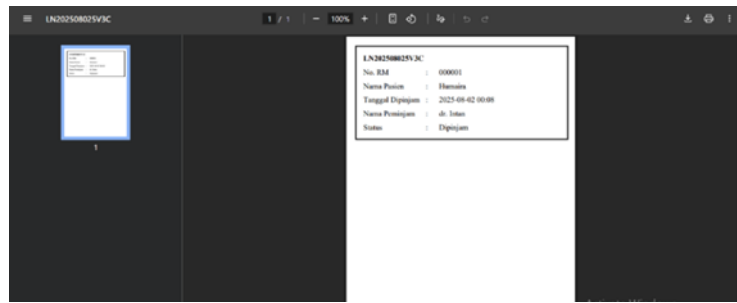 LN202508025V3C
1 / 1
100%
LN202508025V3C
No. RM : 000001
Nama Pasien : Humaira
Tanggal Dipinjam : 2025-08-02 00:08
Nama Peminjam : dr. Intan
Status : Dipinjam
1